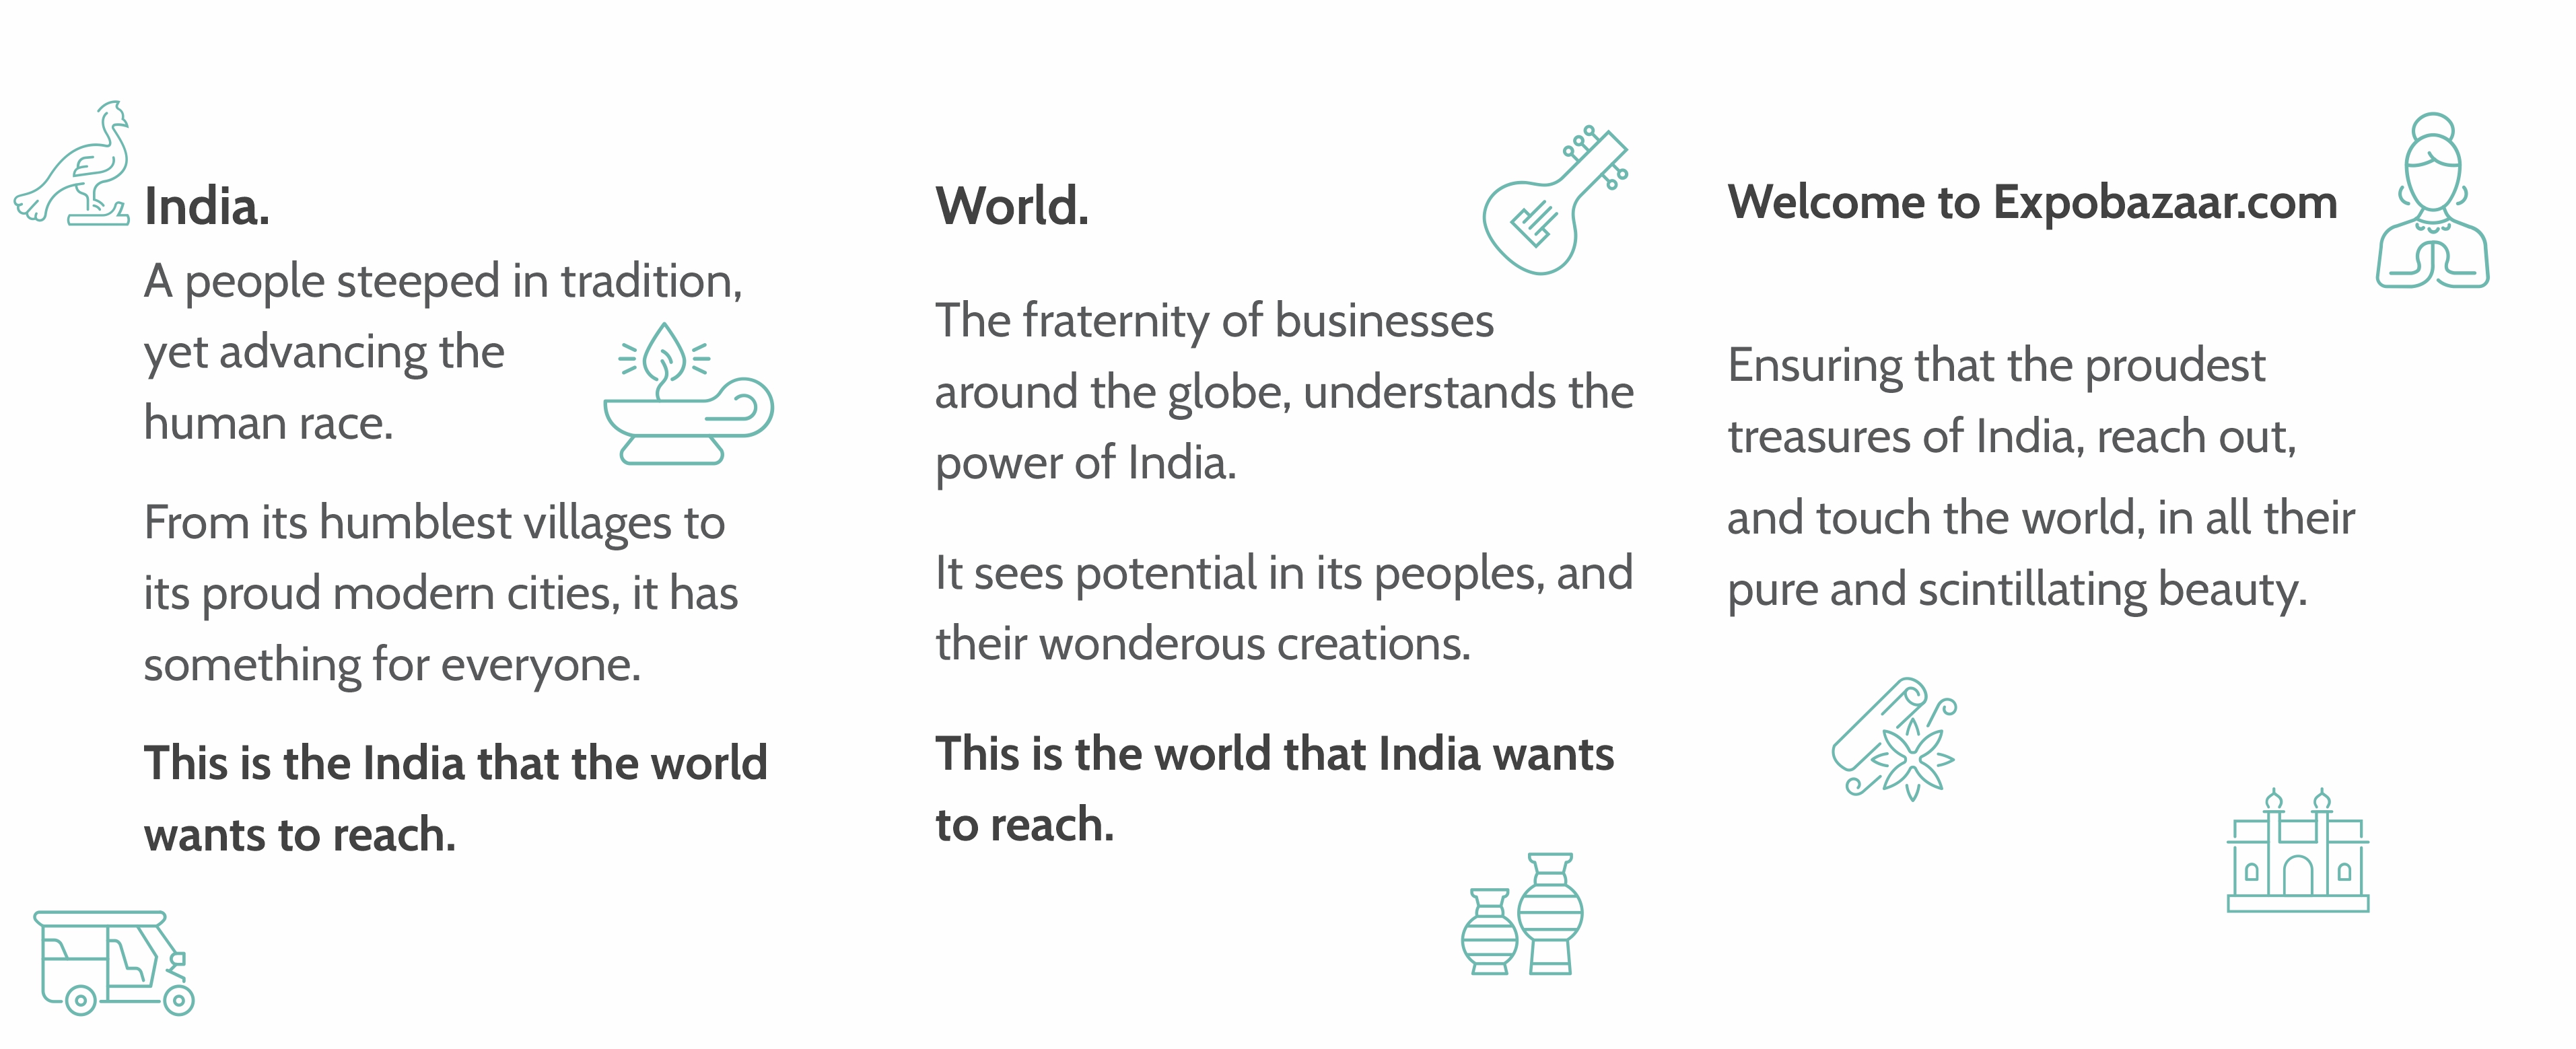 India.
A people steeped in tradition,
yet advancing the
human race.
From its humblest villages to
its proud modern cities, it has
something for everyone.
This is the India that the world
wants to reach.
World.
The fraternity of businesses
around the globe, understands the
power of India.
It sees potential in its peoples, and
their wonderous creations.
This is the world that India wants
to reach.
Welcome to Expobazaar.com
Ensuring that the proudest
treasures of India, reach out,
and touch the world, in all their
pure and scintillating beauty.